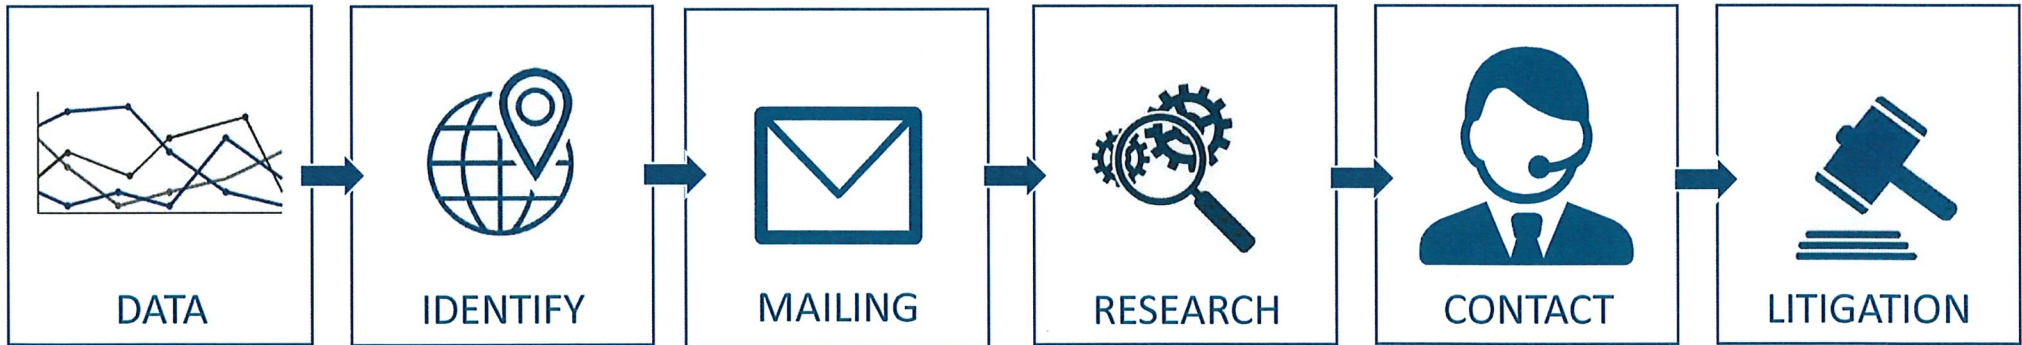 DATA
IDENTIFY
MAILING
RESEARCH
CONTACT
LITIGATION